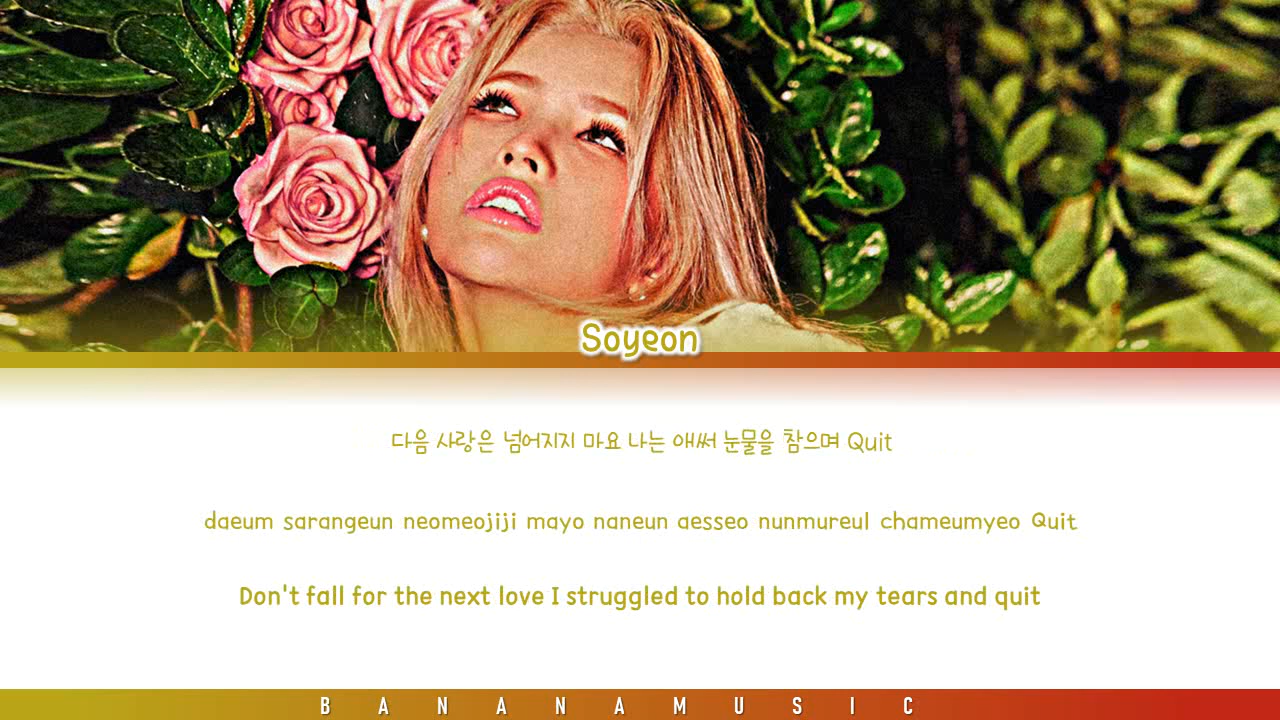 Soyeon
다음 사랑은 넘어지지 마요 나는 애써 눈물을 참으며 Quit
daeum sarangeun neomeojiji mayo naneun aesseo nunmureul chameumyeo Quit
Don't fall for the next love I struggled to hold back my tears and quit
BANANAMUSIC